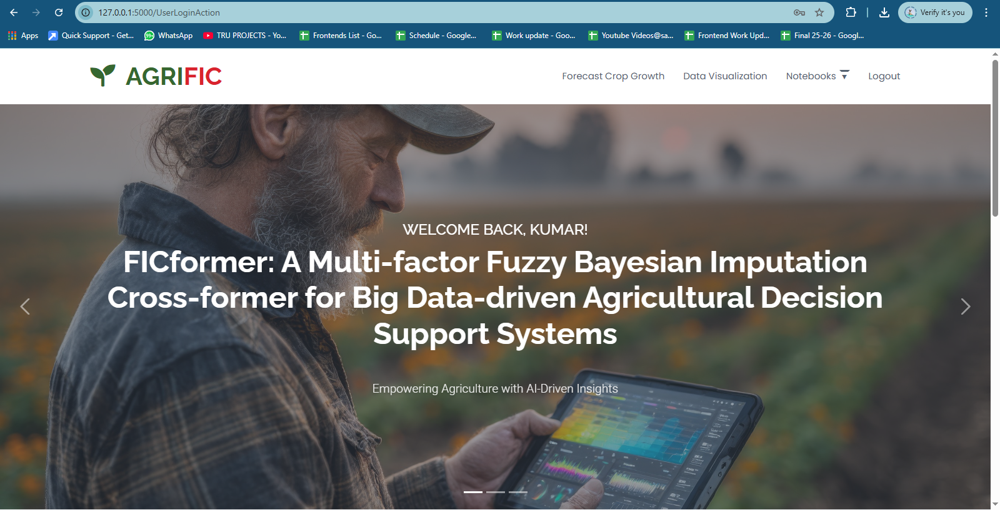 127.0.0.1:5000/UserLoginAction
Verify it's you
Apps
Quick Support - Get...
99+
WhatsApp
TRU PROJECTS - Yo...
Frontends List - Go...
Schedule - Google...
Work update - Goo...
Youtube Videos@sa...
Frontend Work Upd...
Final 25-26 - Googl...
AGRIFIC
Forecast Crop Growth
Data Visualization
Notebooks
Logout
WELCOME BACK, KUMAR!
FICformer: A Multi-factor Fuzzy Bayesian Imputation
Cross-former for Big Data-driven Agricultural Decision
Support Systems
Empowering Agriculture with AI-Driven Insights